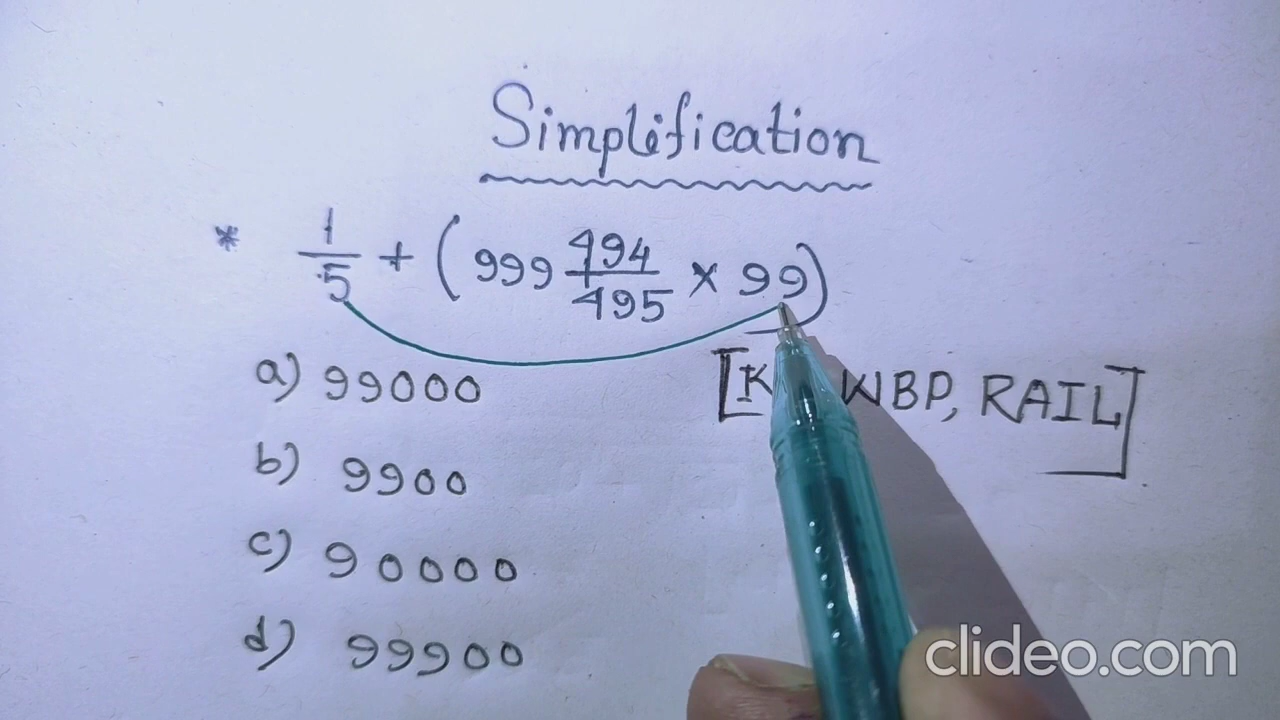 Simplification
* 1/5 + (999 494/495 × 99)
a) 99000
[K WBP, RAIL]
b) 9900
c) 90000
d) 99900
clideo.com